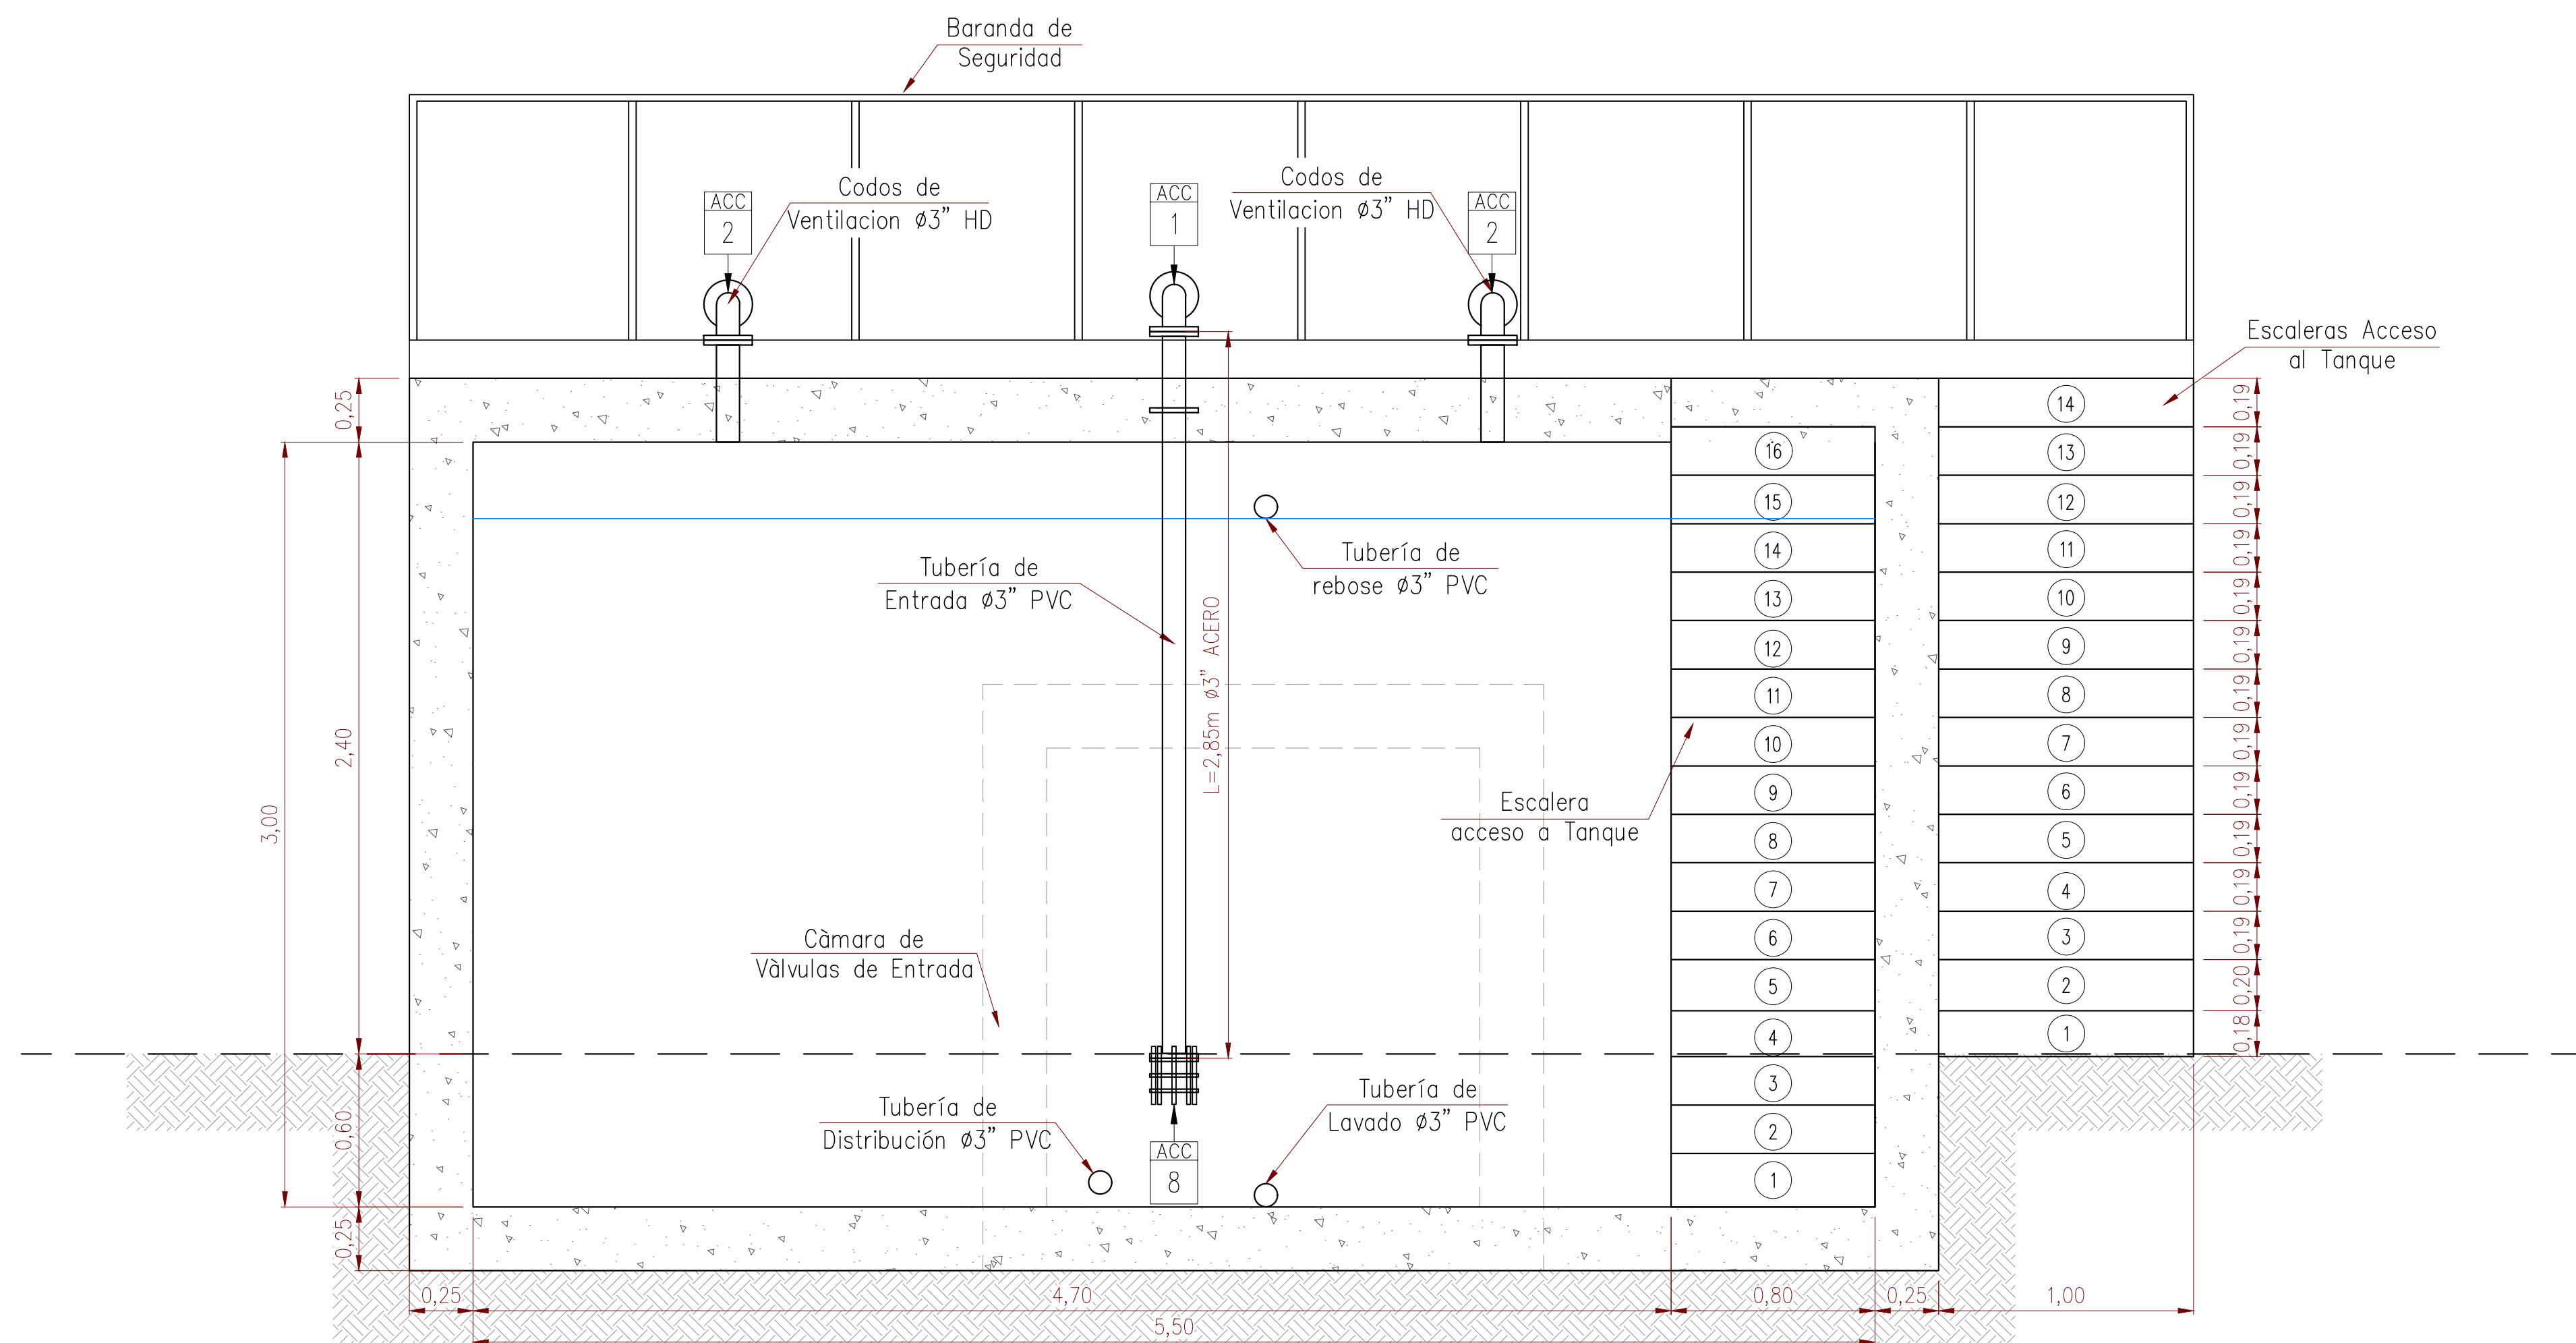 Baranda de
Seguridad
ACC
2
Codos de
Ventilacion ø3" HD
ACC
1
Codos de
Ventilacion ø3" HD
ACC
2
Escaleras Acceso
al Tanque
0,25
2,40
3,00
0,60
0,25
Tubería de
Entrada ø3" PVC
L=2,85m ø3" ACERO
Tubería de
rebose ø3" PVC
Escalera
acceso a Tanque
Càmara de
Vàlvulas de Entrada
Tubería de
Distribución ø3" PVC
ACC
8
Tubería de
Lavado ø3" PVC
16
15
14
13
12
11
10
9
8
7
6
5
4
3
2
1
14
13
12
11
10
9
8
7
6
5
4
3
2
1
0,19
0,19
0,19
0,19
0,19
0,19
0,19
0,19
0,19
0,19
0,19
0,19
0,20
0,18
0,25
4,70
0,80
0,25
1,00
5,50